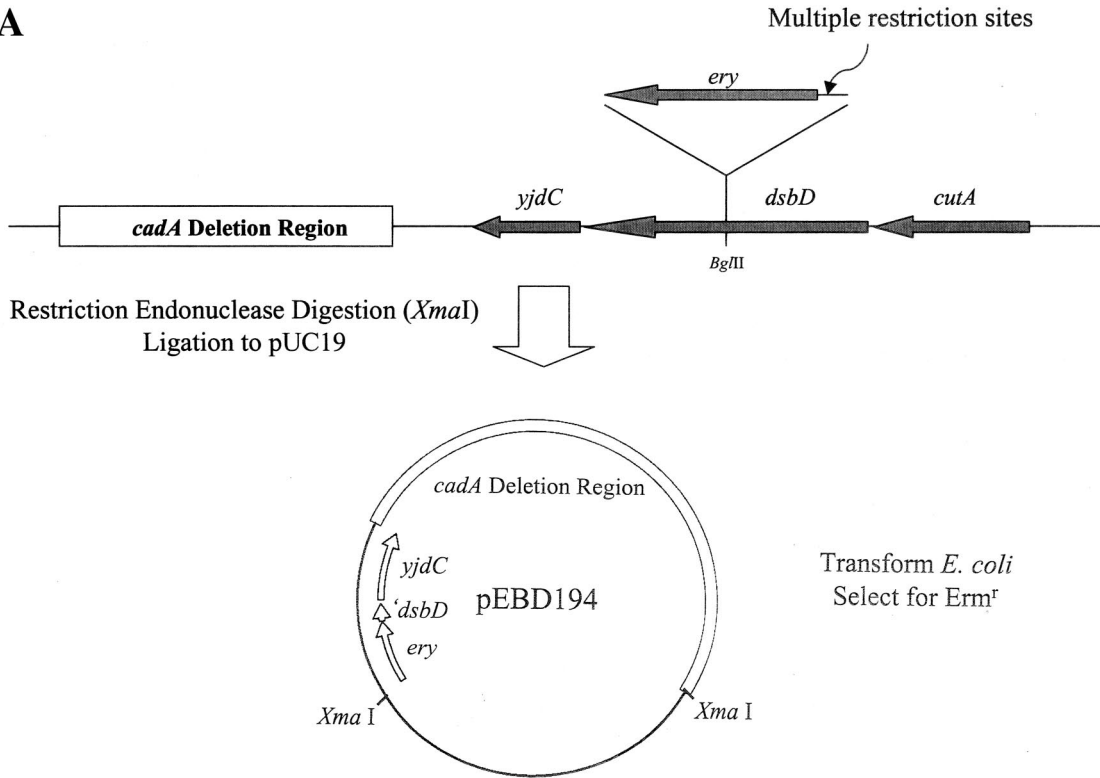 A
Multiple restriction sites
ery
yjdC
dsbD
cutA
cadA Deletion Region
BglII
Restriction Endonuclease Digestion (XmaI)
Ligation to pUC19
cadA Deletion Region
yjdC
'dsbD
pEBD194
ery
Xma I
Xma I
Transform E. coli
Select for Ermʳ